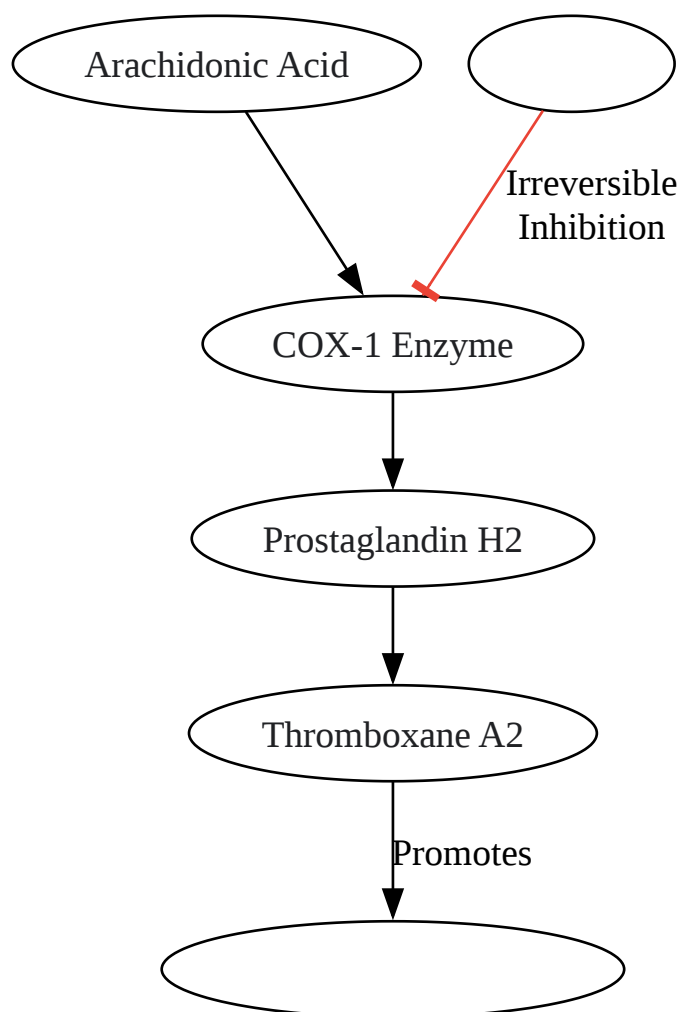 Arachidonic Acid
Irreversible
Inhibition
COX-1 Enzyme
Prostaglandin H2
Thromboxane A2
Promotes